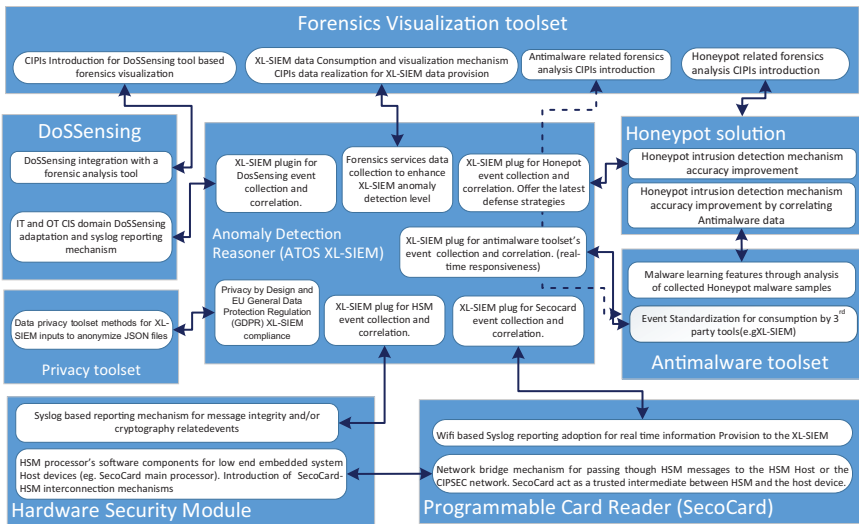 Forensics Visualization toolset
CIPIs Introduction for DoSSensing tool based
forensics visualization
XL-SIEM data Consumption and visualization mechanism
CIPIs data realization for XL-SIEM data provision
Antimalware related forensics
analysis CIPIs introduction
Honeypot related forensics
analysis CIPIs introduction
DoSSensing
DoSSensing integration with a
forensic analysis tool
IT and OT CIS domain DoSSensing
adaptation and syslog reporting
mechanism
XL-SIEM plugin for
DosSensing event
collection and
correlation.
Forensics services data
collection to enhance
XL-SIEM anomaly
detection level
XL-SIEM plug for Honepot
event collection and
correlation. Offer the latest
defense strategies
Anomaly Detection
Reasoner (ATOS XL-SIEM)
XL-SIEM plug for antimalware toolset's
event collection and correlation. (real-
time responsiveness)
Privacy by Design and
EU General Data
Protection Regulation
(GDPR) XL-SIEM
compliance
XL-SIEM plug for HSM
event collection and
correlation.
XL-SIEM plug for Secocard
event collection and
correlation.
Honeypot solution
Honeypot intrusion detection mechanism
accuracy improvement
Honeypot intrusion detection mechanism
accuracy improvement by correlating
Antimalware data
Malware learning features through analysis
of collected Honeypot malware samples
Event Standardization for consumption by 3rd
party tools(e.gXL-SIEM)
Antimalware toolset
Data privacy toolset methods for XL-
SIEM inputs to anonymize JSON files
Privacy toolset
Syslog based reporting mechanism for message integrity and/or
cryptography relatedevents
HSM processor's software components for low end embedded system
Host devices (eg. SecoCard main processor). Introduction of SecoCard-
HSM interconnection mechanisms
Hardware Security Module
Wifi based Syslog reporting adoption for real time information Provision to the XL-SIEM
Network bridge mechanism for passing though HSM messages to the HSM Host or the
CIPSEC network. SecoCard act as a trusted intermediate between HSM and the host device.
Programmable Card Reader (SecoCard)